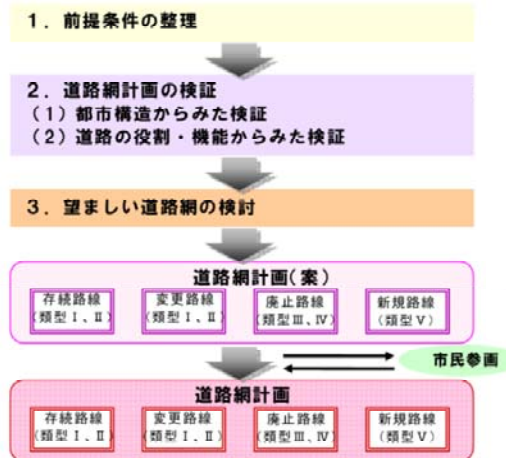 1．前提条件の整理
2．道路網計画の検証
（1）都市構造からみた検証
（2）道路の役割・機能からみた検証
3．望ましい道路網の検討
道路網計画（案）
存続路線
（類型Ⅰ、Ⅱ）
変更路線
（類型Ⅰ、Ⅱ）
廃止路線
（類型Ⅲ、Ⅳ）
新規路線
（類型Ⅴ）
市民参画
道路網計画
存続路線
（類型Ⅰ、Ⅱ）
変更路線
（類型Ⅰ、Ⅱ）
廃止路線
（類型Ⅲ、Ⅳ）
新規路線
（類型Ⅴ）